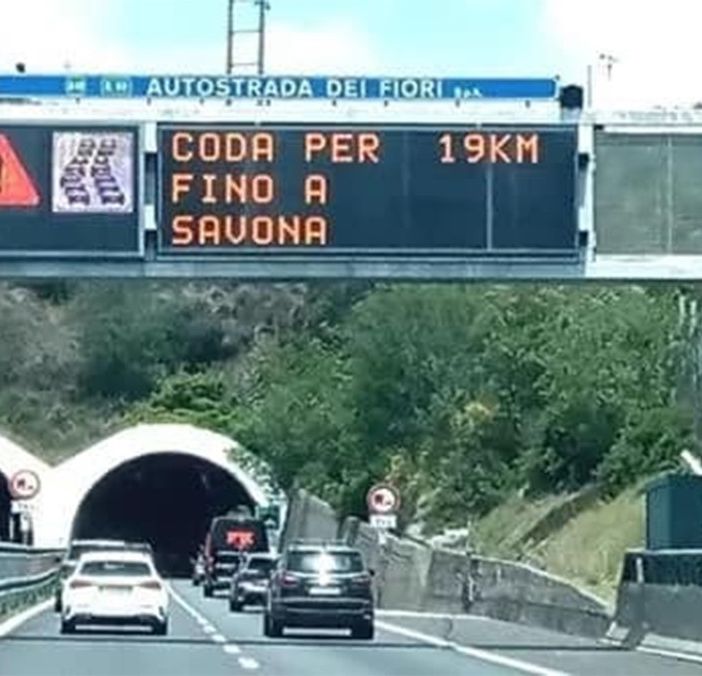 AUTOSTRADA DEI FIORI S.p.A.
CODA PER 19KM
FINO A
SAVONA